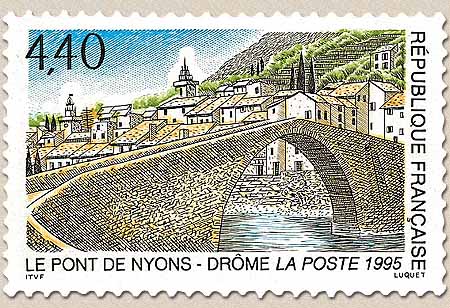 4,40
RÉPUBLIQUE FRANÇAISE
LE PONT DE NYONS - DRÔME LA POSTE 1995
ITVF
LUQUET